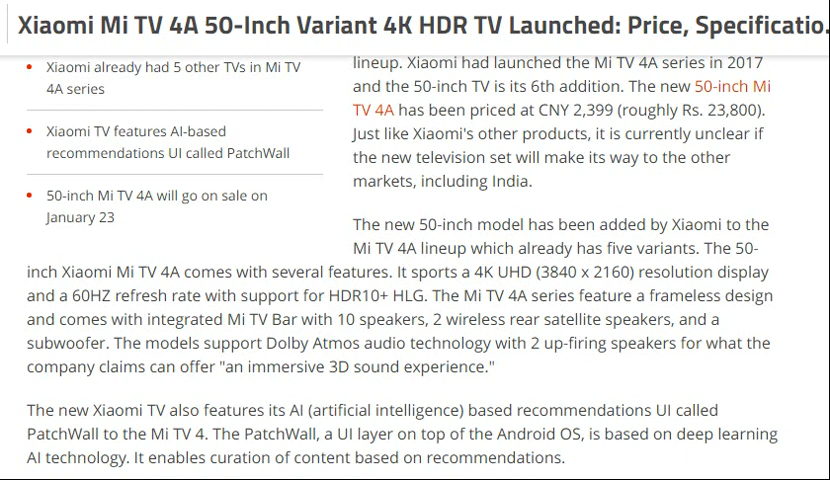 Xiaomi Mi TV 4A 50-Inch Variant 4K HDR TV Launched: Price, Specificatio.
Xiaomi already had 5 other TVs in Mi TV
4A series
Xiaomi TV features AI-based
recommendations UI called PatchWall
50-inch Mi TV 4A will go on sale on
January 23
lineup. Xiaomi had launched the Mi TV 4A series in 2017
and the 50-inch TV is its 6th addition. The new 50-inch Mi
TV 4A has been priced at CNY 2,399 (roughly Rs. 23,800).
Just like Xiaomi's other products, it is currently unclear if
the new television set will make its way to the other
markets, including India.
The new 50-inch model has been added by Xiaomi to the
Mi TV 4A lineup which already has five variants. The 50-
inch Xiaomi Mi TV 4A comes with several features. It sports a 4K UHD (3840 x 2160) resolution display
and a 60HZ refresh rate with support for HDR10+ HLG. The Mi TV 4A series feature a frameless design
and comes with integrated Mi TV Bar with 10 speakers, 2 wireless rear satellite speakers, and a
subwoofer. The models support Dolby Atmos audio technology with 2 up-firing speakers for what the
company claims can offer "an immersive 3D sound experience."
The new Xiaomi TV also features its AI (artificial intelligence) based recommendations UI called
PatchWall to the Mi TV 4. The PatchWall, a UI layer on top of the Android OS, is based on deep learning
AI technology. It enables curation of content based on recommendations.